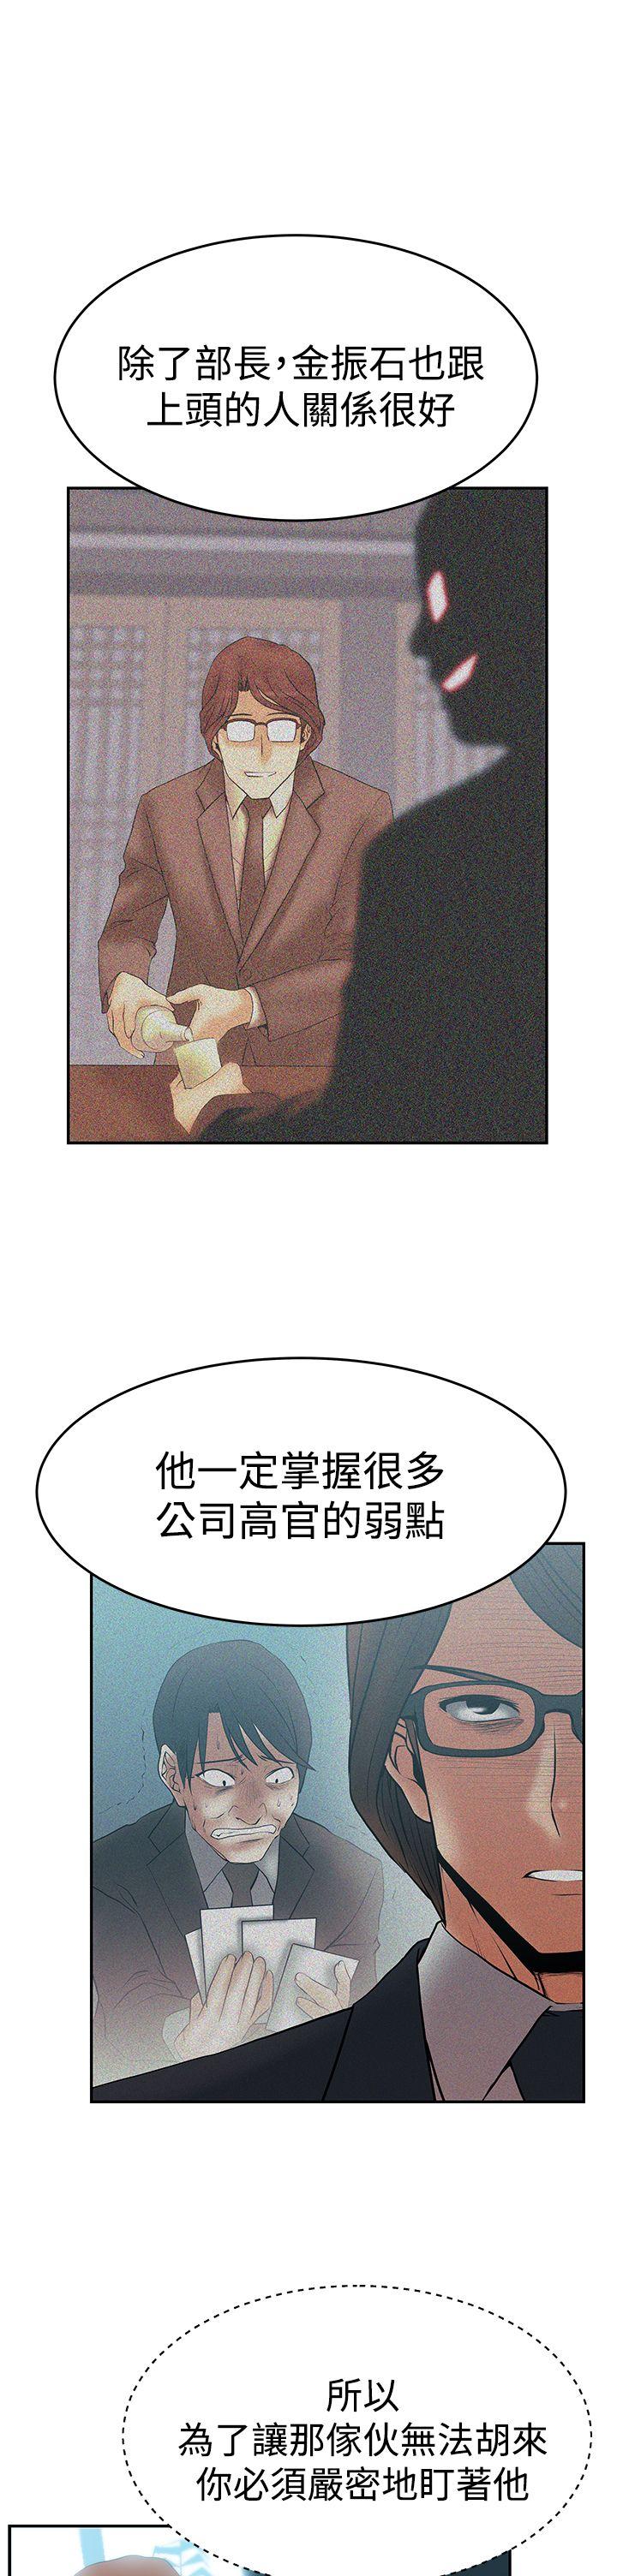 除了部長，金振石也跟
上頭的人關係很好
他一定掌握很多
公司高官的弱點
所以
為了讓那傢伙無法胡來
你必須嚴密地盯著他